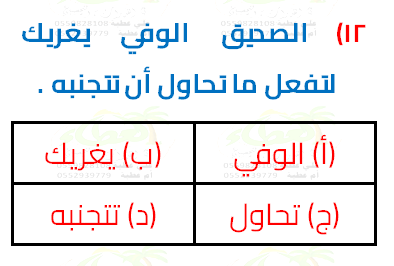 ١٢) الصديق الوفي يغريك
لتفعل ما تحاول أن تتجنبه .
(أ) الوفي (ب) يغريك
(ج) تحاول (د) تتجنبه